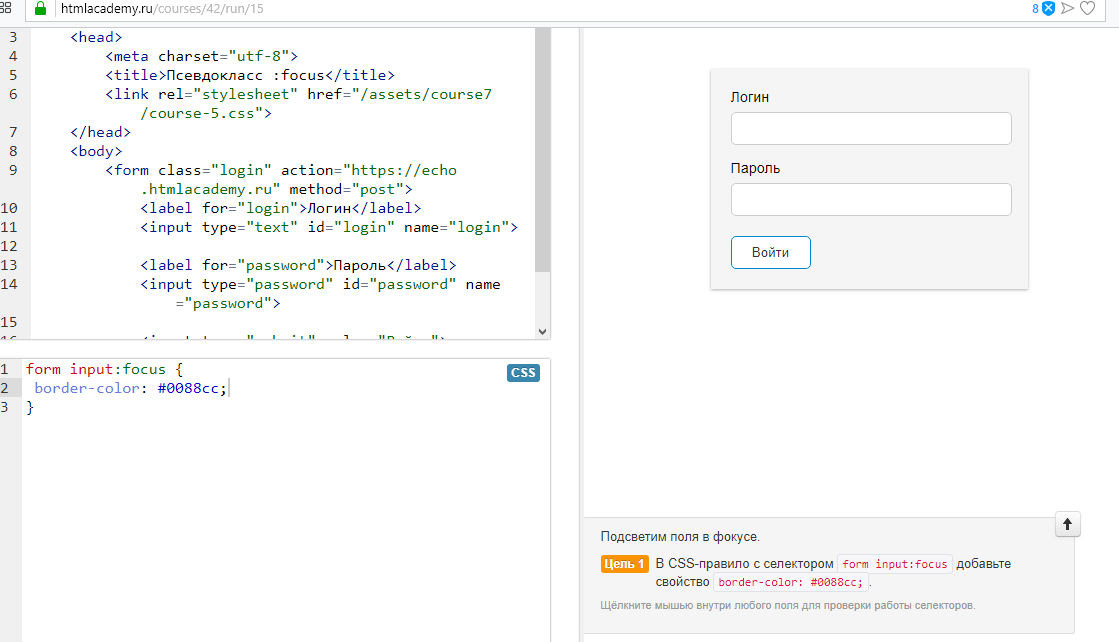 htmlacademy.ru/courses/42/run/15
8
3 <head>
4 <meta charset="utf-8">
5 <title>Псевдокласс :focus</title>
6 <link rel="stylesheet" href="/assets/course7
/course-5.css">
7 </head>
8 <body>
9 <form class="login" action="https://echo
.htmlacademy.ru" method="post">
10 <label for="login">Логин</label>
11 <input type="text" id="login" name="login">
12
13 <label for="password">Пароль</label>
14 <input type="password" id="password" name
="password">
15
1 form input:focus {
2 border-color: #0088cc;
3 }
CSS
Логин
Пароль
Войти
Подсветим поля в фокусе.
Цель 1 В CSS-правило с селектором form input:focus добавьте
свойство border-color: #0088cc; .
Щёлкните мышью внутри любого поля для проверки работы селекторов.